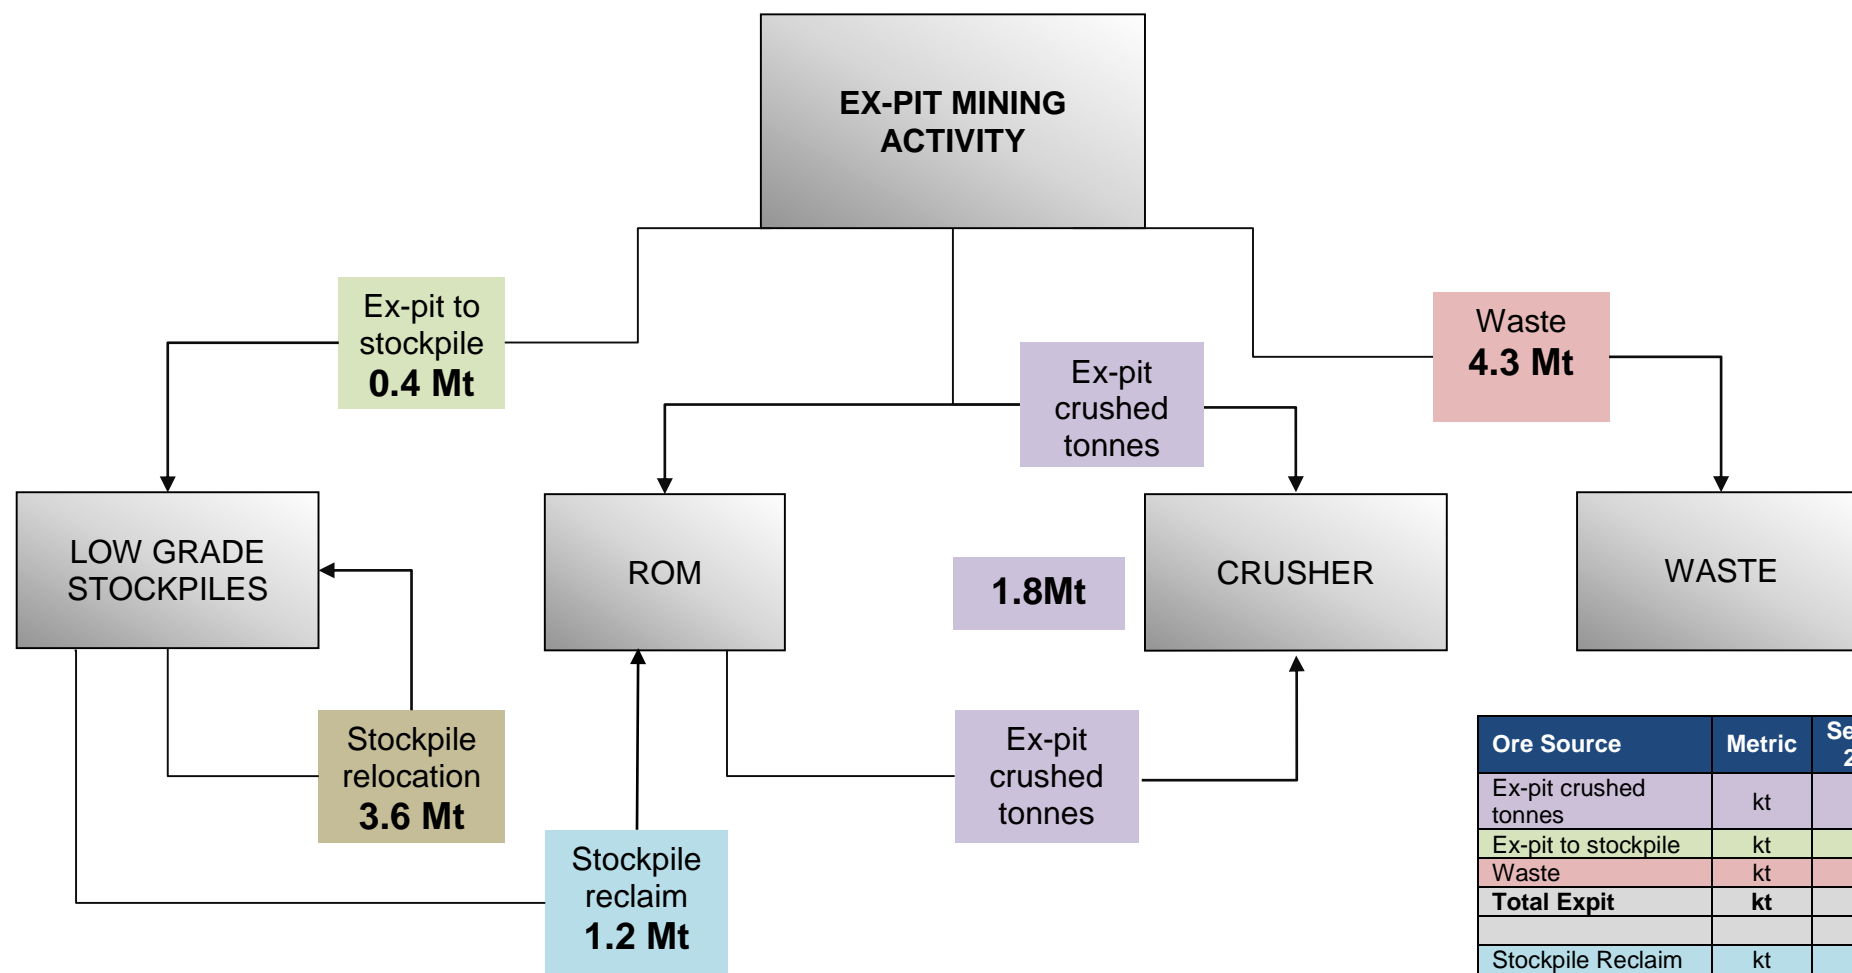 EX-PIT MINING
ACTIVITY
Ex-pit to
stockpile
0.4 Mt
Waste
4.3 Mt
Ex-pit
crushed
tonnes
LOW GRADE
STOCKPILES
ROM
1.8Mt
CRUSHER
WASTE
Stockpile
relocation
3.6 Mt
Ex-pit
crushed
tonnes
Stockpile
reclaim
1.2 Mt
Ore Source Metric
Ex-pit crushed
tonnes kt
Ex-pit to stockpile kt
Waste kt
Total Expit kt
Stockpile Reclaim kt